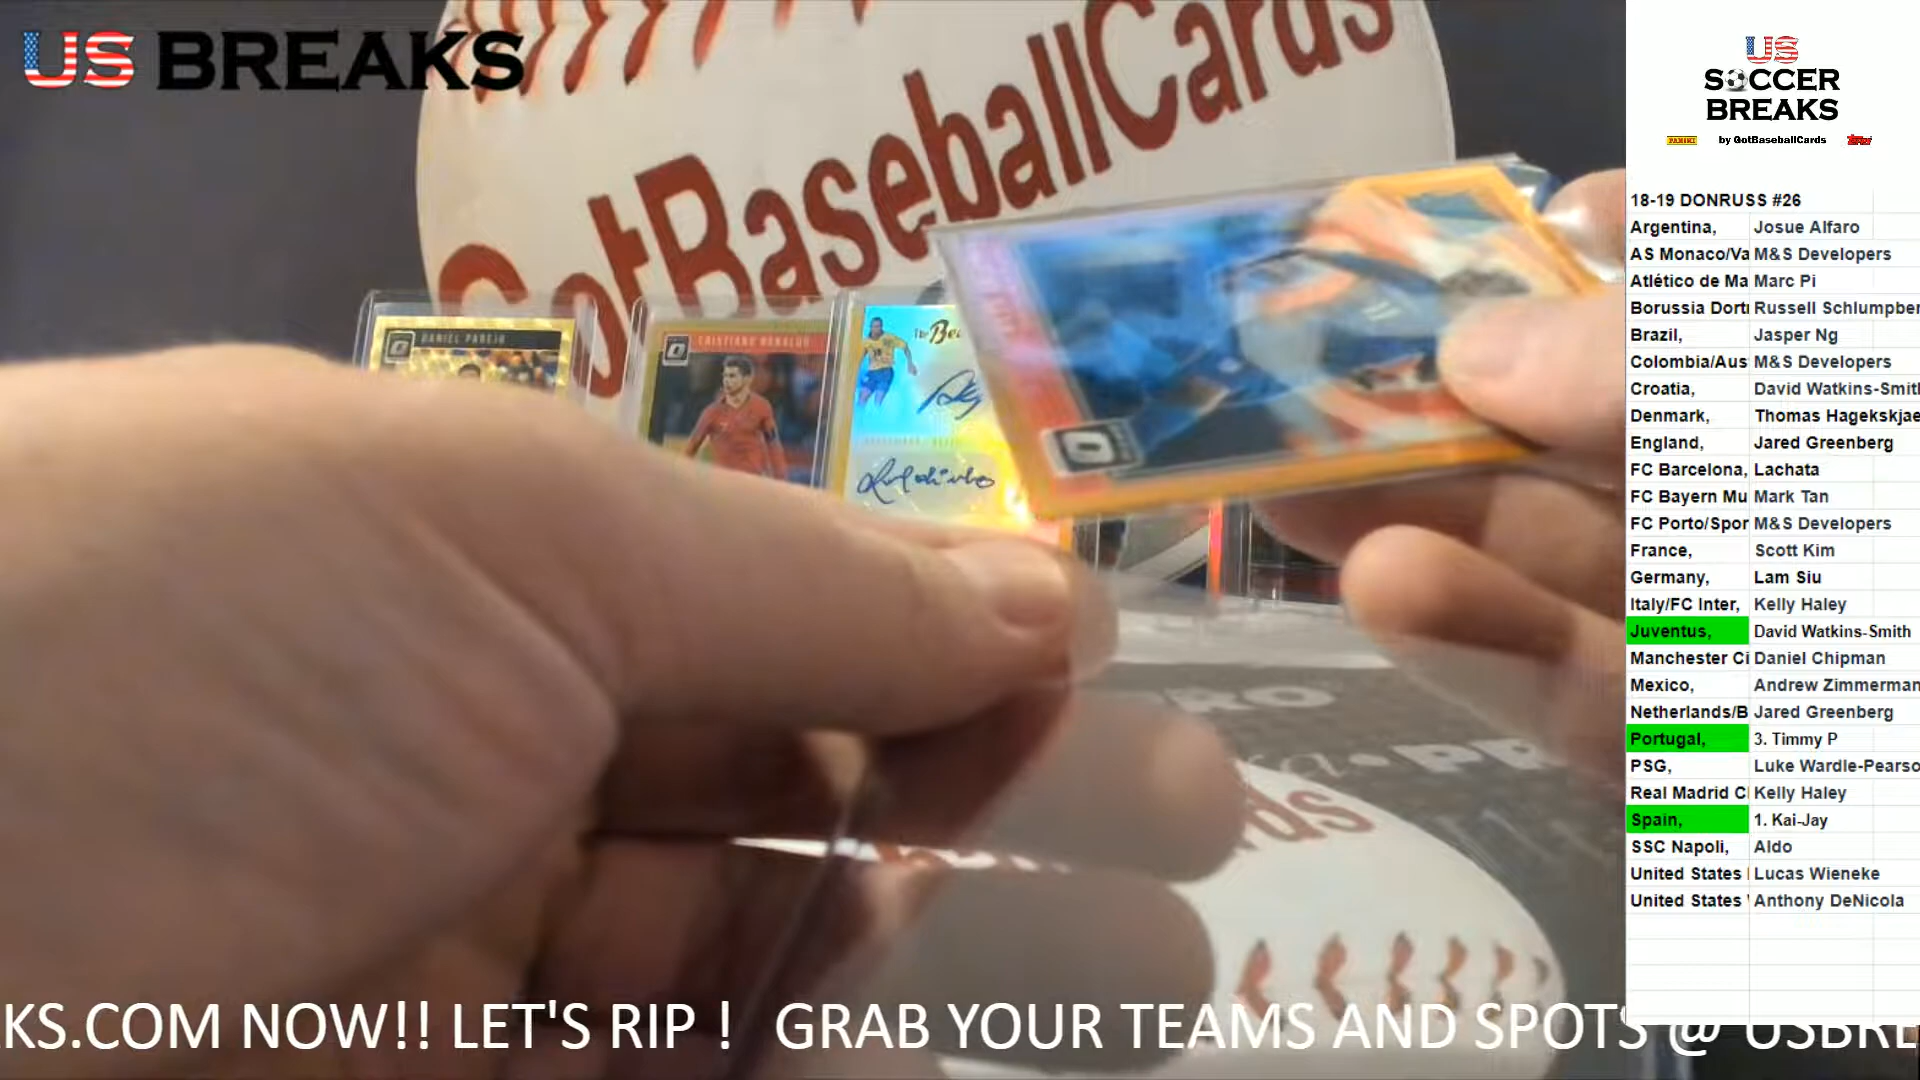 US BREAKS
GotBaseballCards
DANIEL PAREJO
CRISTIANO RONALDO
The Bea
US
SOCCER
BREAKS
PANINI by GotBaseballCards Topps
18-19 DONRUSS #26
Argentina, Josue Alfaro
AS Monaco/Va M&S Developers
Atlético de Ma Marc Pi
Borussia Dort Russell Schlumpber
Brazil, Jasper Ng
Colombia/Aus M&S Developers
Croatia, David Watkins-Smith
Denmark, Thomas Hagekskjae
England, Jared Greenberg
FC Barcelona, Lachata
FC Bayern Mu Mark Tan
FC Porto/Spor M&S Developers
France, Scott Kim
Germany, Lam Siu
Italy/FC Inter, Kelly Haley
Juventus, David Watkins-Smith
Manchester Ci Daniel Chipman
Mexico, Andrew Zimmerman
Netherlands/B Jared Greenberg
Portugal, 3. Timmy P
PSG, Luke Wardle-Pearso
Real Madrid C Kelly Haley
Spain, 1. Kai-Jay
SSC Napoli, Aldo
United States Lucas Wieneke
United States Anthony DeNicola
KS.COM NOW!! LET'S RIP ! GRAB YOUR TEAMS AND SPOTS @ USBRE